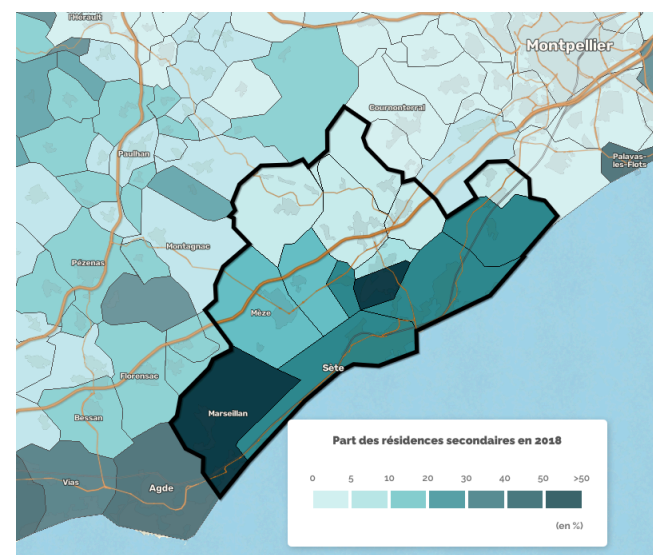 l'Hérault
Montpellier
Cournonterral
Paulhan
Palavas-
les-Flots
Montagnac
Pézenas
Mèze
Florensac
Sète
Marseillan
Bessan
Vias
Agde
Part des résidences secondaires en 2018
0 5 10 20 30 40 50 >50
(en %)